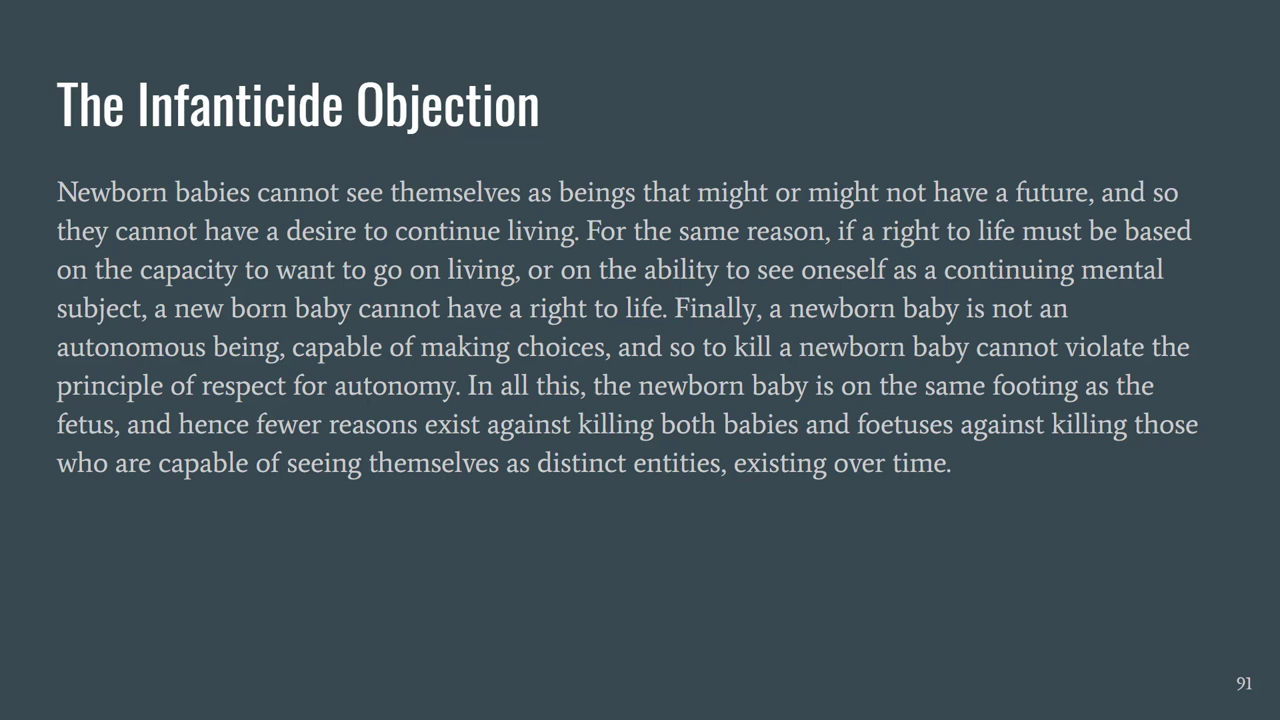 The Infanticide Objection
Newborn babies cannot see themselves as beings that might or might not have a future, and so
they cannot have a desire to continue living. For the same reason, if a right to life must be based
on the capacity to want to go on living, or on the ability to see oneself as a continuing mental
subject, a new born baby cannot have a right to life. Finally, a newborn baby is not an
autonomous being, capable of making choices, and so to kill a newborn baby cannot violate the
principle of respect for autonomy. In all this, the newborn baby is on the same footing as the
fetus, and hence fewer reasons exist against killing both babies and foetuses against killing those
who are capable of seeing themselves as distinct entities, existing over time.
91